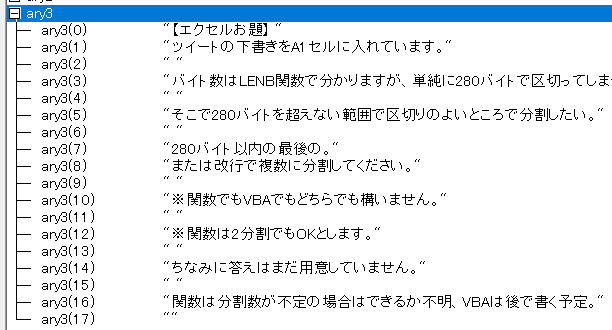 ary3
ary3(0) "【エクセルお題】"
ary3(1) "ツイートの下書きをA1セルに入れています。"
ary3(2) " "
ary3(3) "バイト数はLENB関数で分かりますが、単純に280バイトで区切ってしま
ary3(4) " "
ary3(5) "そこで280バイトを超えない範囲で区切りのよいところで分割したい。"
ary3(6) " "
ary3(7) "280バイト以内の最後の。"
ary3(8) "または改行で複数に分割してください。"
ary3(9) " "
ary3(10) "※関数でもVBAでもどちらでも構いません。"
ary3(11) " "
ary3(12) "※関数は2分割でもOKとします。"
ary3(13) " "
ary3(14) "ちなみに答えはまだ用意していません。"
ary3(15) " "
ary3(16) "関数は分割数が不定の場合はできるか不明、VBAは後で書く予定。"
ary3(17) ""